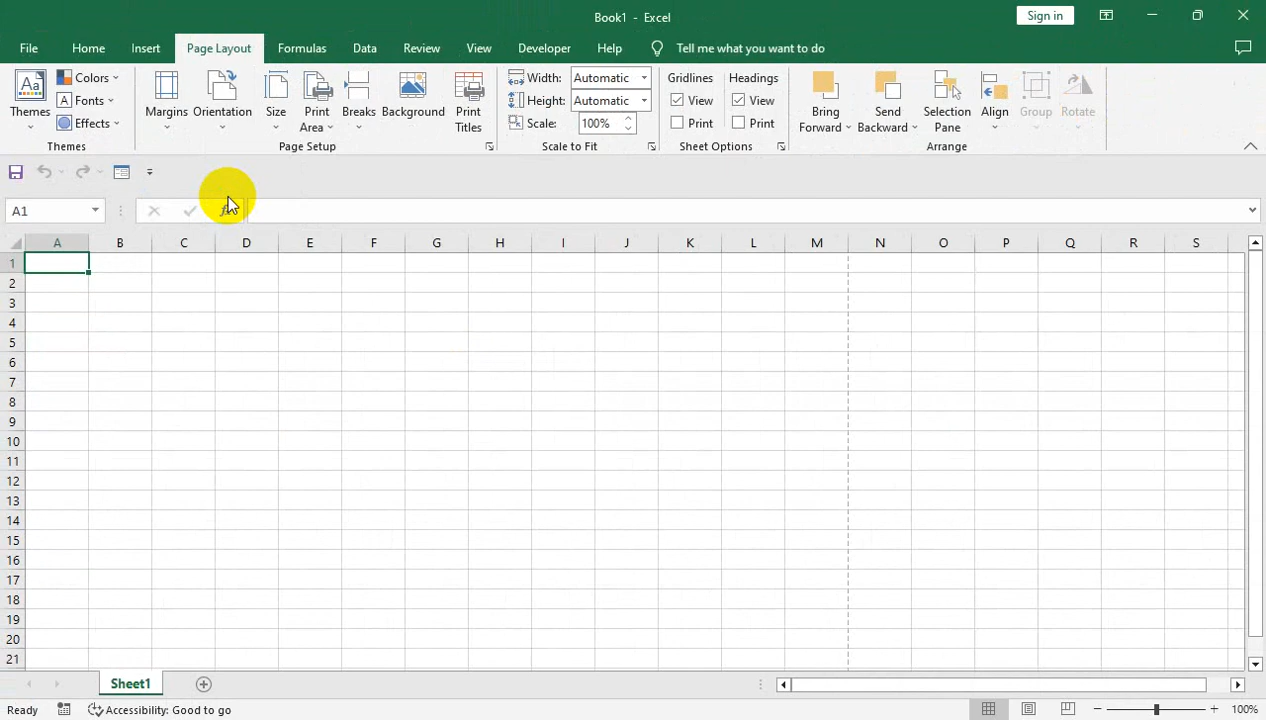 Book1 - Excel
Sign in
File Home Insert Page Layout Formulas Data Review View Developer Help Tell me what you want to do
Themes
Colors
Fonts
Effects
Themes
Margins
Orientation
Size
Print
Area
Breaks
Background
Print
Titles
Page Setup
Width: Automatic
Height: Automatic
Scale: 100%
Scale to Fit
Gridlines
View
Print
Headings
View
Print
Sheet Options
Bring
Forward
Send
Backward
Selection
Pane
Align
Group
Rotate
Arrange
A1
fx
A B C D E F G H I J K L M N O P Q R S
1
2
3
4
5
6
7
8
9
10
11
12
13
14
15
16
17
18
19
20
21
Sheet1
Ready
Accessibility: Good to go
100%